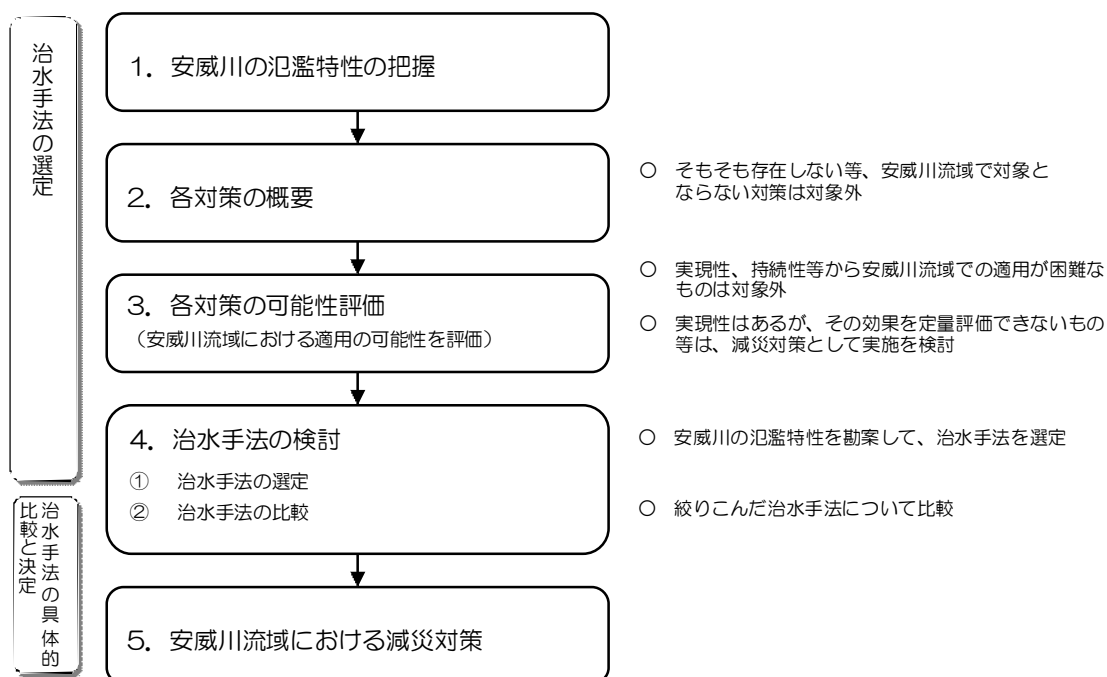 治水手法の選定
1．安威川の氾濫特性の把握
2．各対策の概要
○ そもそも存在しない等、安威川流域で対象と
ならない対策は対象外
3．各対策の可能性評価
（安威川流域における適用の可能性を評価）
○ 実現性、持続性等から安威川流域での適用が困難な
ものは対象外
○ 実現性はあるが、その効果を定量評価できないもの
等は、減災対策として実施を検討
4．治水手法の検討
① 治水手法の選定
② 治水手法の比較
○ 安威川の氾濫特性を勘案して、治水手法を選定
○ 絞りこんだ治水手法について比較
治水手法の具体的
比較と決定
5．安威川流域における減災対策